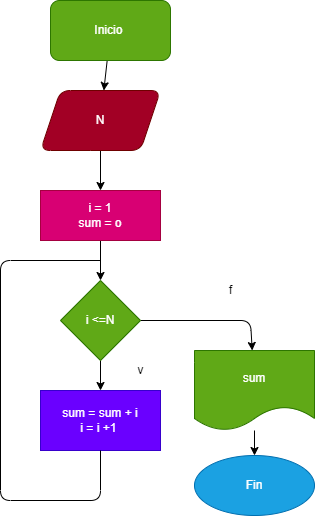 Inicio
N
i = 1
sum = o
i <=N
f
v
sum = sum + i
i = i +1
sum
Fin